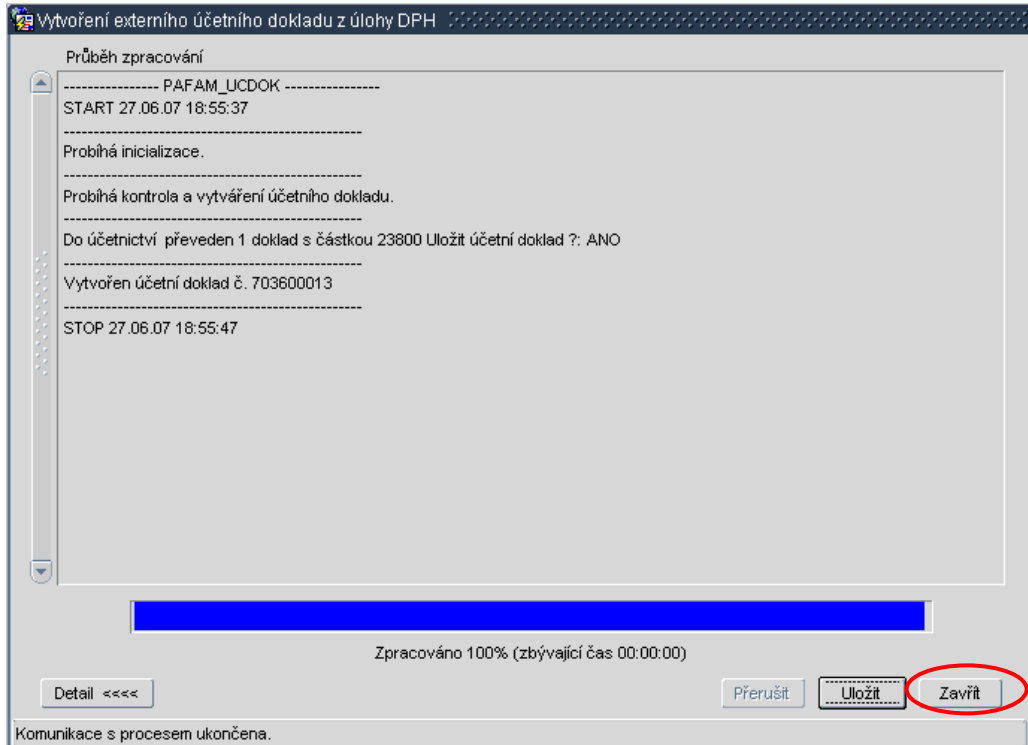 Vytvoření externího účetního dokladu z úlohy DPH
Průběh zpracování
---------------- PAFAM_UCDOK ----------------
START 27.06.07 18:55:37
--------------------------------------------------
Probíhá inicializace.
--------------------------------------------------
Probíhá kontrola a vytváření účetního dokladu.
--------------------------------------------------
Do účetnictví  převeden 1 doklad s částkou 23800 Uložit účetní doklad ?: ANO
--------------------------------------------------
Vytvořen účetní doklad č. 703600013
--------------------------------------------------
STOP 27.06.07 18:55:47
Zpracováno 100% (zbývající čas 00:00:00)
Detail <<<< Přerušit Uložit Zavřít
Komunikace s procesem ukončena.